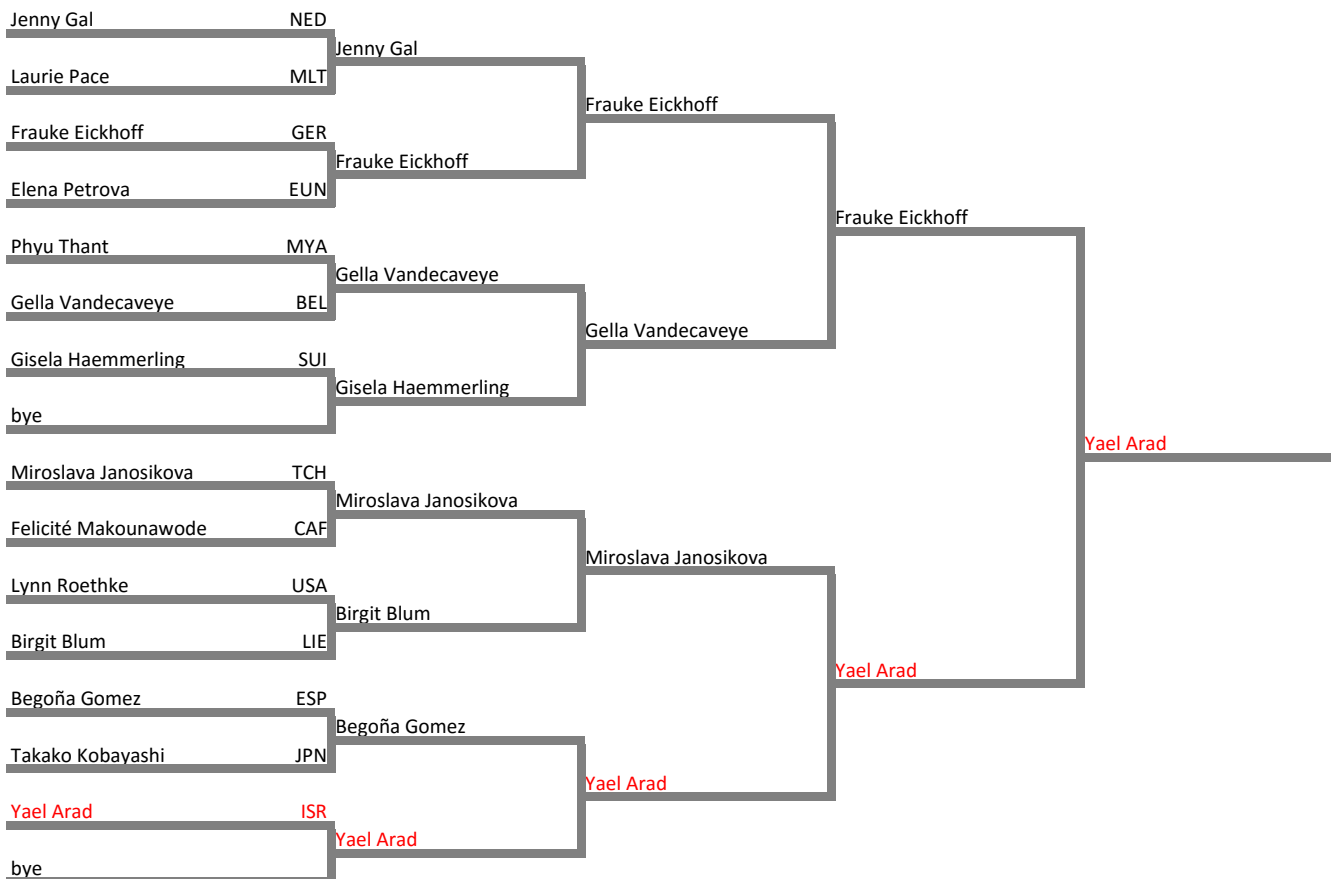 Jenny Gal NED
Jenny Gal
Laurie Pace MLT
Frauke Eickhoff
Frauke Eickhoff GER
Frauke Eickhoff
Elena Petrova EUN
Frauke Eickhoff
Phyu Thant MYA
Gella Vandecaveye
Gella Vandecaveye BEL
Gella Vandecaveye
Gisela Haemmerling SUI
Gisela Haemmerling
bye
Yael Arad
Miroslava Janosikova TCH
Miroslava Janosikova
Felicité Makounawode CAF
Miroslava Janosikova
Lynn Roethke USA
Birgit Blum
Birgit Blum LIE
Yael Arad
Begoña Gomez ESP
Begoña Gomez
Takako Kobayashi JPN
Yael Arad
Yael Arad ISR
Yael Arad
bye